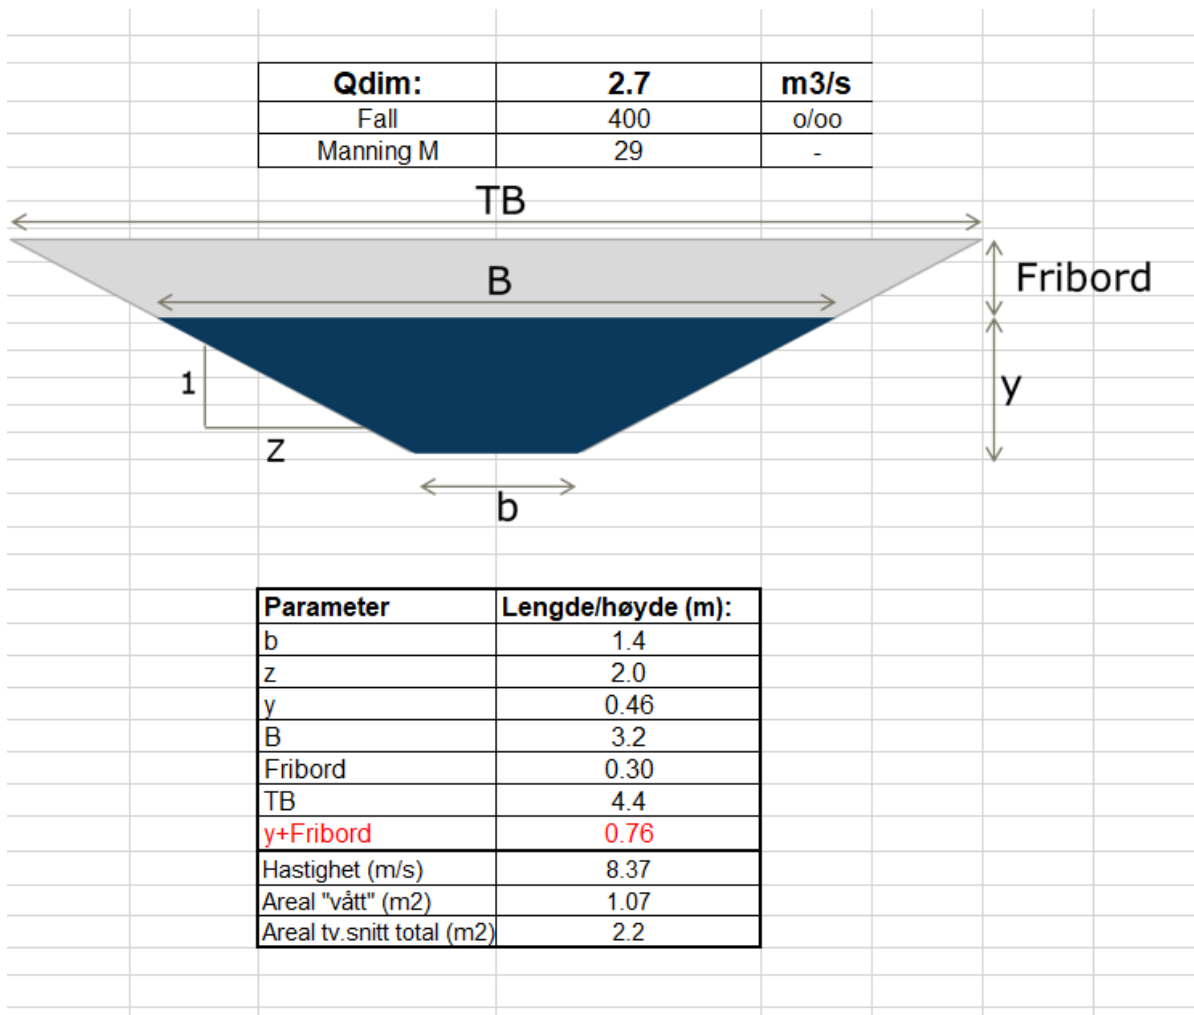 Qdim: 2.7 m3/s
Fall 400 o/oo
Manning M 29 -
TB
B
Fribord
1
y
z
b
Parameter Lengde/høyde (m):
b 1.4
z 2.0
y 0.46
B 3.2
Fribord 0.30
TB 4.4
y+Fribord 0.76
Hastighet (m/s) 8.37
Areal "vått" (m2) 1.07
Areal tv.snitt total (m2) 2.2